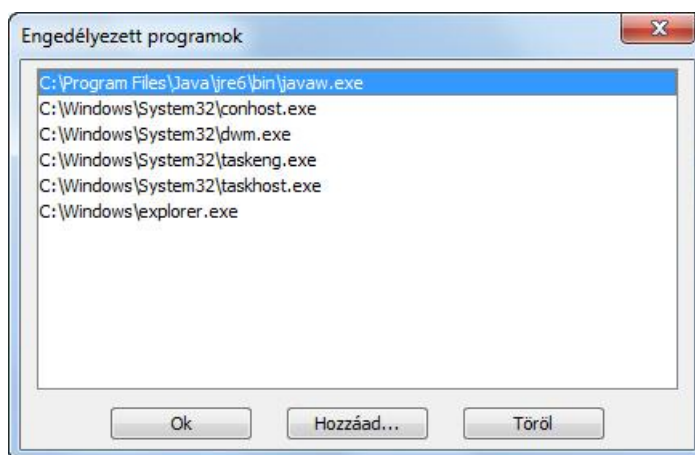 Engedélyezett programok
C:\Program Files\Java\jre6\bin\javaw.exe
C:\Windows\System32\conhost.exe
C:\Windows\System32\dwm.exe
C:\Windows\System32\taskeng.exe
C:\Windows\System32\taskhost.exe
C:\Windows\explorer.exe
Ok Hozzáad... Töröl